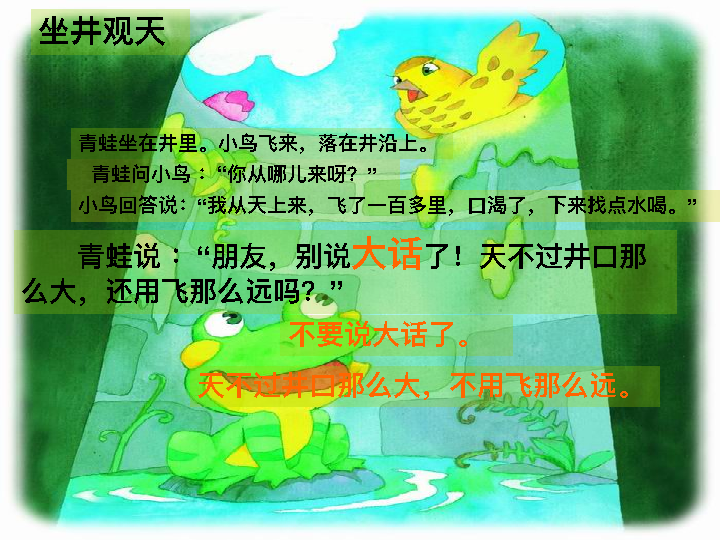 坐井观天
青蛙坐在井里。小鸟飞来，落在井沿上。
青蛙问小鸟：“你从哪儿来呀？”
小鸟回答说：“我从天上来，飞了一百多里，口渴了，下来找点水喝。”
青蛙说：“朋友，别说大话了！天不过井口那
么大，还用飞那么远吗？”
不要说大话了。
天不过井口那么大，不用飞那么远。